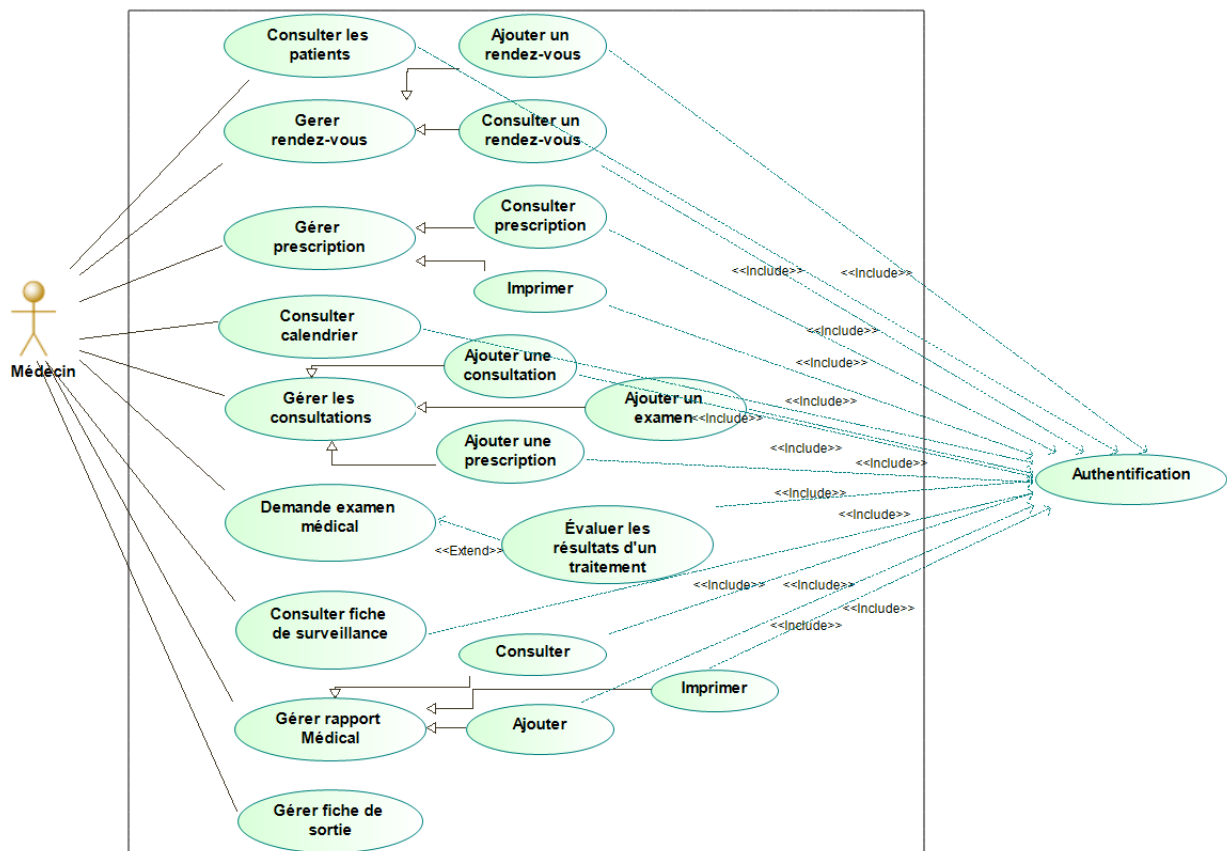 Consulter les
patients
Ajouter un
rendez-vous
Gerer
rendez-vous
Consulter un
rendez-vous
Consulter
prescription
Gérer
prescription
<<Include>>
<<Include>>
Imprimer
Consulter
calendrier
<<Include>>
Médecin
Ajouter une
consultation
<<Include>>
Gérer les
consultations
Ajouter un
examen
<<Include>>
<<Include>>
Ajouter une
prescription
<<Include>>
<<Include>>
Authentification
Demande examen
médical
<<Include>>
<<Include>>
Évaluer les
résultats d'un
traitement
<<Extend>>
<<Include>>
<<Include>>
Consulter fiche
de surveillance
<<Include>>
<<Include>>
Consulter
Imprimer
Gérer rapport
Médical
Ajouter
Gérer fiche de
sortie